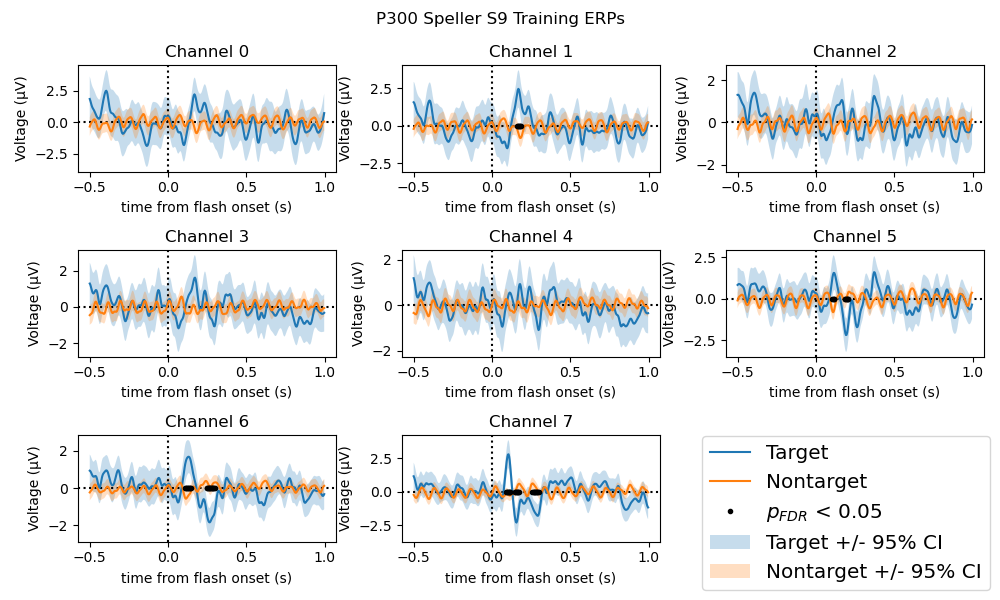 P300 Speller S9 Training ERPs
Channel 0
Voltage (µV)
2.5
0.0
−2.5
−0.5 0.0 0.5 1.0
time from flash onset (s)
Channel 1
Voltage (µV)
2.5
0.0
−2.5
−0.5 0.0 0.5 1.0
time from flash onset (s)
Channel 2
Voltage (µV)
2
0
−2
−0.5 0.0 0.5 1.0
time from flash onset (s)
Channel 3
Voltage (µV)
2
0
−2
−0.5 0.0 0.5 1.0
time from flash onset (s)
Channel 4
Voltage (µV)
2
0
−2
−0.5 0.0 0.5 1.0
time from flash onset (s)
Channel 5
Voltage (µV)
2.5
0.0
−2.5
−0.5 0.0 0.5 1.0
time from flash onset (s)
Channel 6
Voltage (µV)
2
0
−2
−0.5 0.0 0.5 1.0
time from flash onset (s)
Channel 7
Voltage (µV)
2.5
0.0
−2.5
−0.5 0.0 0.5 1.0
time from flash onset (s)
Target
Nontarget
pFDR < 0.05
Target +/- 95% CI
Nontarget +/- 95% CI